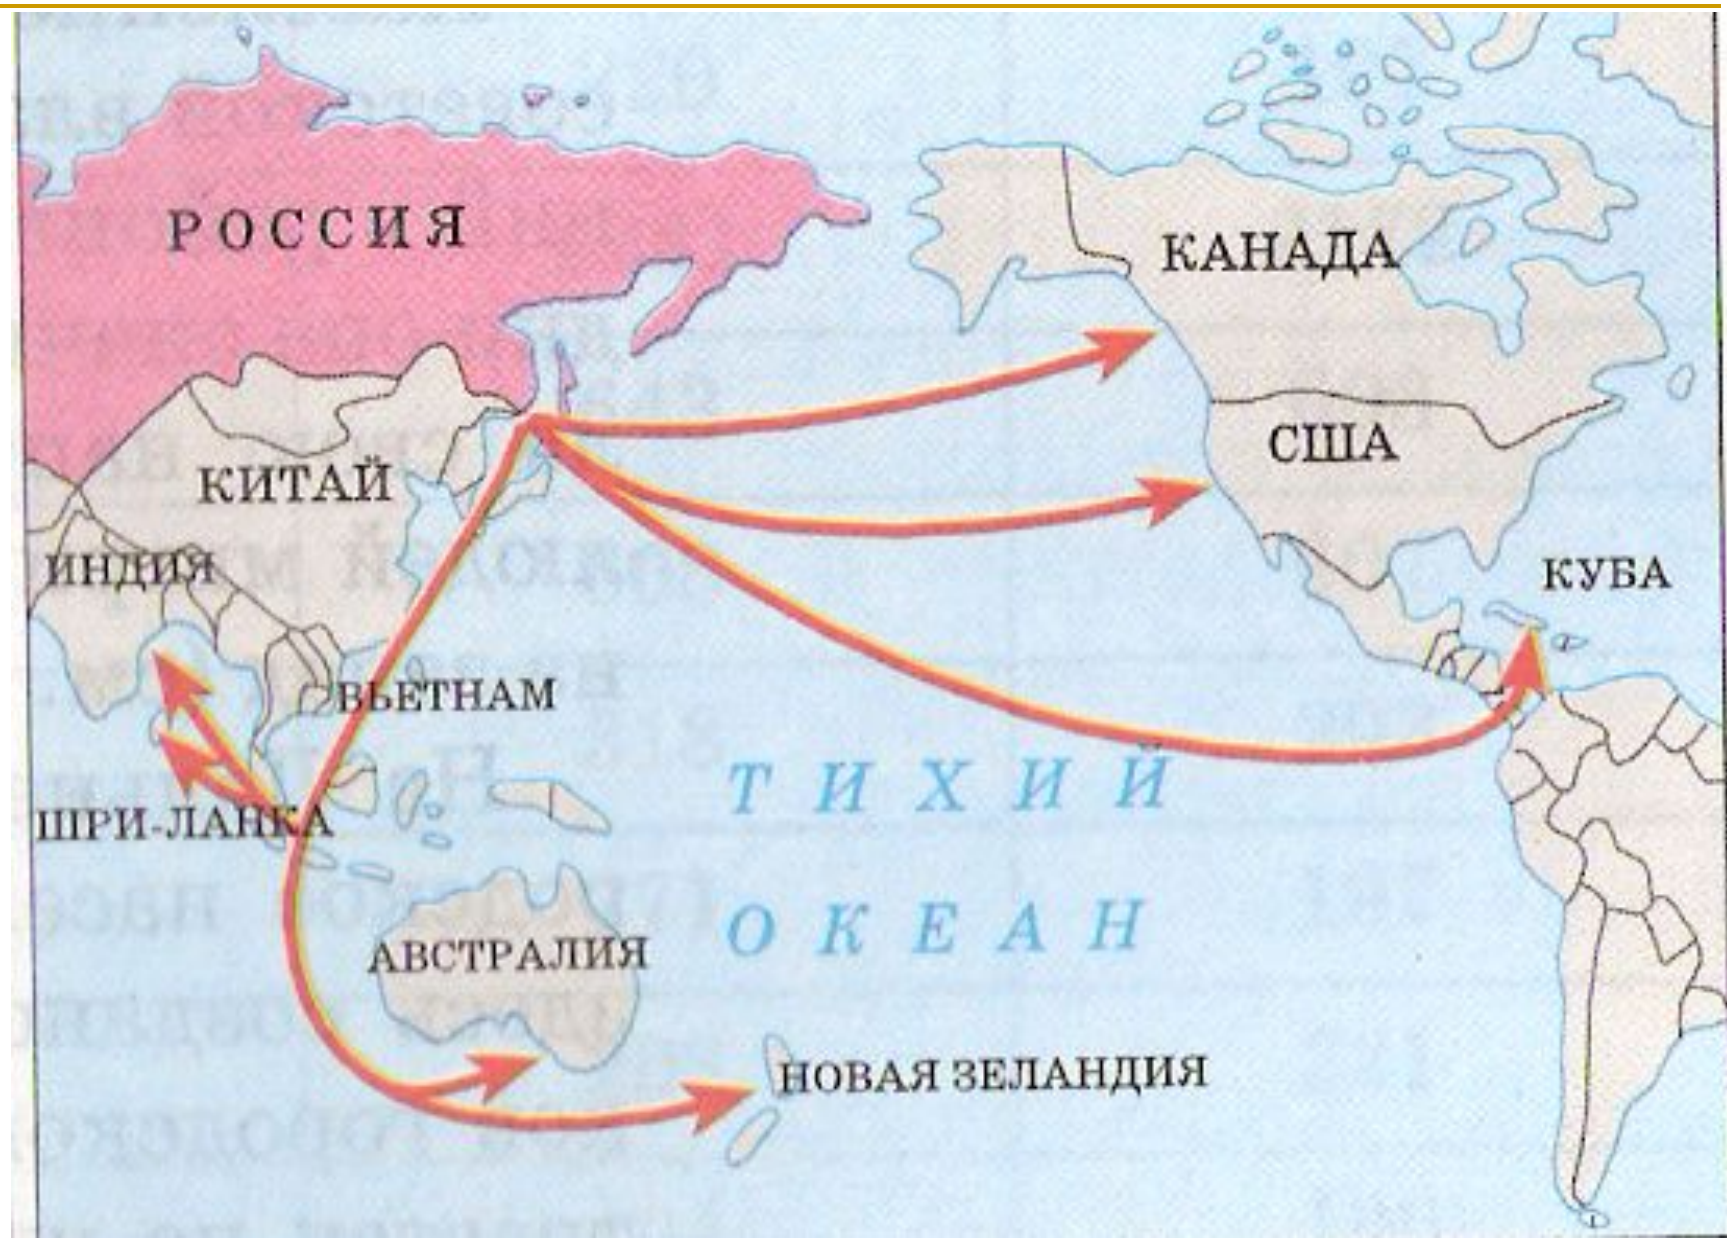 РОССИЯ
КАНАДА
США
КИТАЙ
ИНДИЯ
КУБА
ВЬЕТНАМ
ТИХИЙ
ШРИ-ЛАНКА
ОКЕАН
АВСТРАЛИЯ
НОВАЯ ЗЕЛАНДИЯ